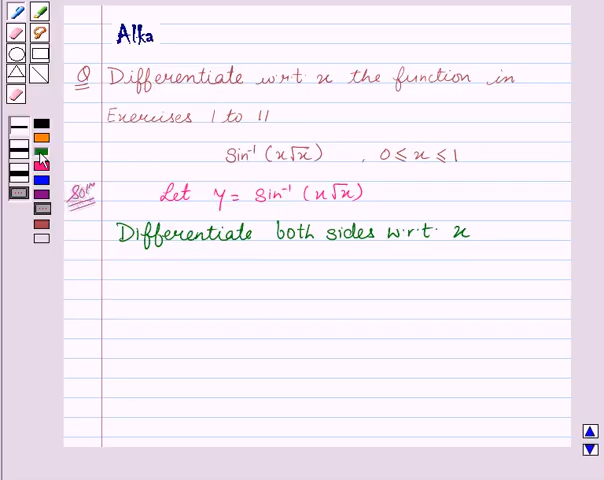 Alka
Q Differentiate w.r.t. x the function in
Exercises 1 to 11
sin⁻¹ (x√x) , 0 ≤ x ≤ 1
Solⁿ Let y = sin⁻¹ (x√x)
Differentiate both sides w.r.t. x